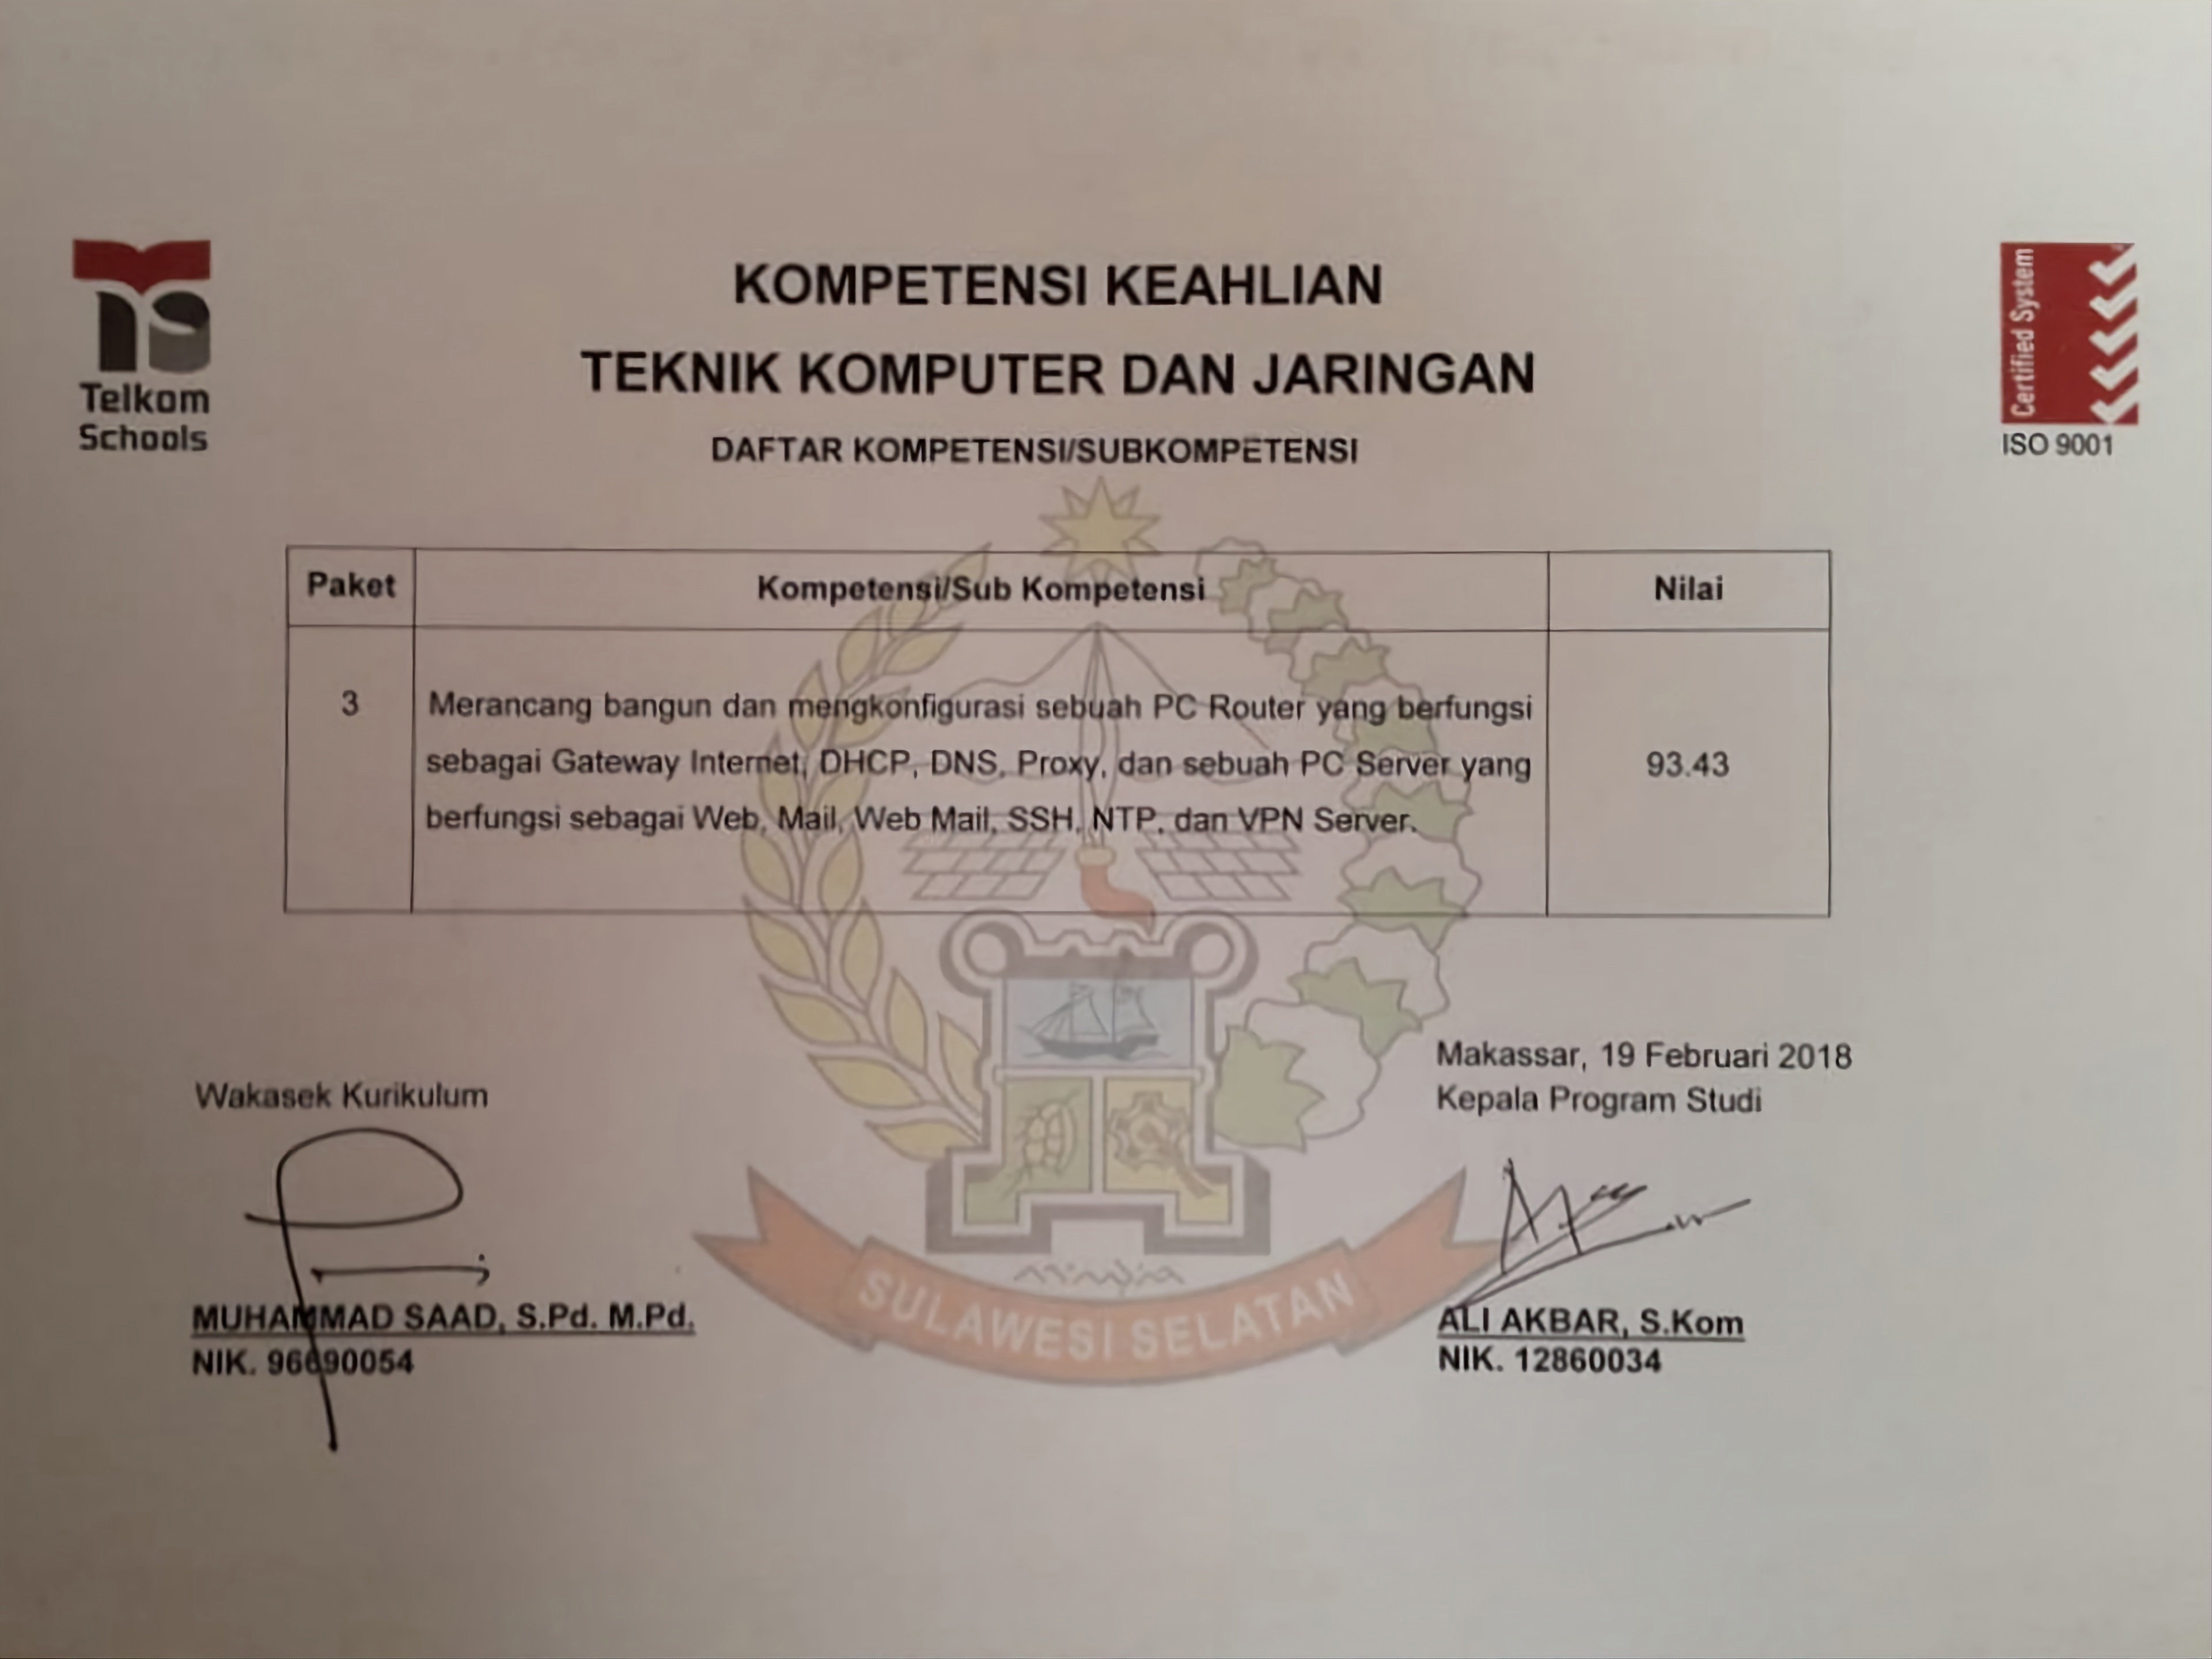 Telkom
Schools
KOMPETENSI KEAHLIAN
TEKNIK KOMPUTER DAN JARINGAN
DAFTAR KOMPETENSI/SUBKOMPETENSI
Certified System
ISO 9001
Paket Kompetensi/Sub Kompetensi Nilai
3 Merancang bangun dan mengkonfigurasi sebuah PC Router yang berfungsi
sebagai Gateway Internet, DHCP, DNS, Proxy, dan sebuah PC Server yang 93.43
berfungsi sebagai Web, Mail, Web Mail, SSH, NTP, dan VPN Server.
Makassar, 19 Februari 2018
Wakasek Kurikulum
Kepala Program Studi
MUHAMMAD SAAD, S.Pd. M.Pd.
NIK. 96690054
ALI AKBAR, S.Kom
NIK. 12860034
SULAWESI SELATAN